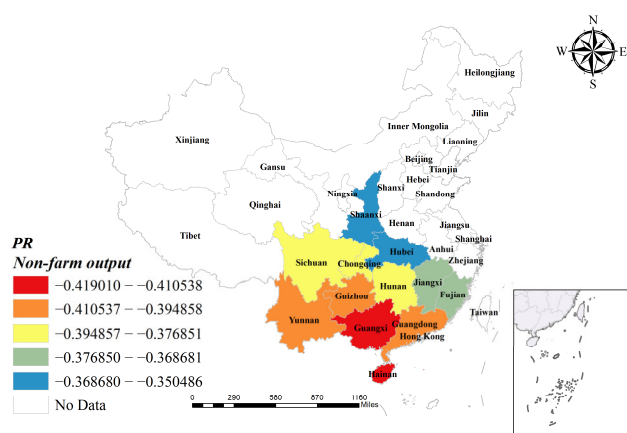 N
W E
S
Heilongjiang
Jilin
Inner Mongolia
Liaoning
Xinjiang
Beijing
Tianjin
Gansu
Hebei
Ningxia
Shanxi
Shandong
Qinghai
Shaanxi
Henan
Jiangsu
Tibet
Shanghai
Anhui
Hubei
Zhejiang
Sichuan
Chongqing
Jiangxi
Hunan
Guizhou
Fujian
Taiwan
Yunnan
Guangxi
Guangdong
Hong Kong
Hainan
PR
Non-farm output
−0.419010 − −0.410538
−0.410537 − −0.394858
−0.394857 − −0.376851
−0.376850 − −0.368681
−0.368680 − −0.350486
No Data
0 290 580 870 1160
Miles